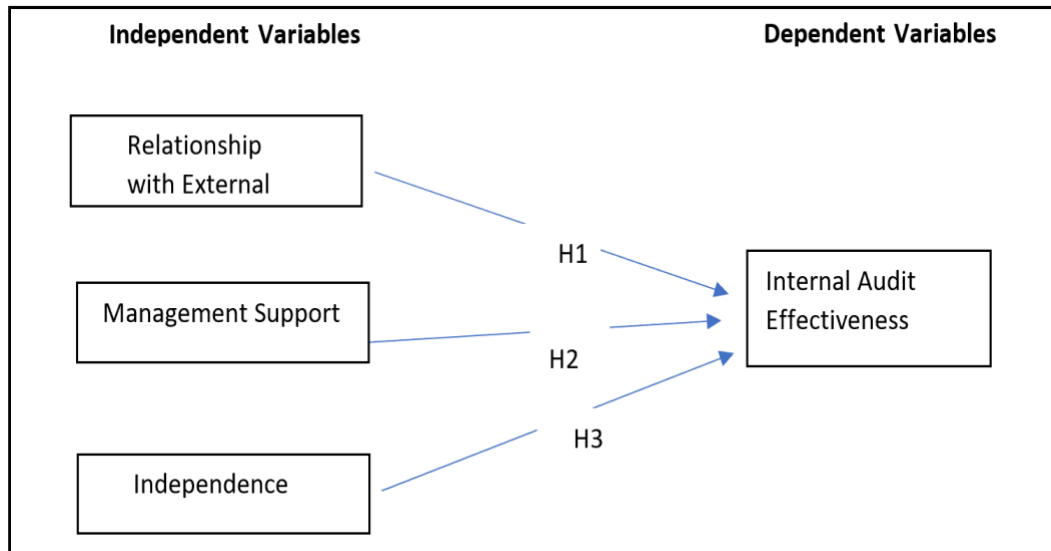 Independent Variables
Dependent Variables
Relationship
with External
H1
Internal Audit
Effectiveness
Management Support
H2
H3
Independence